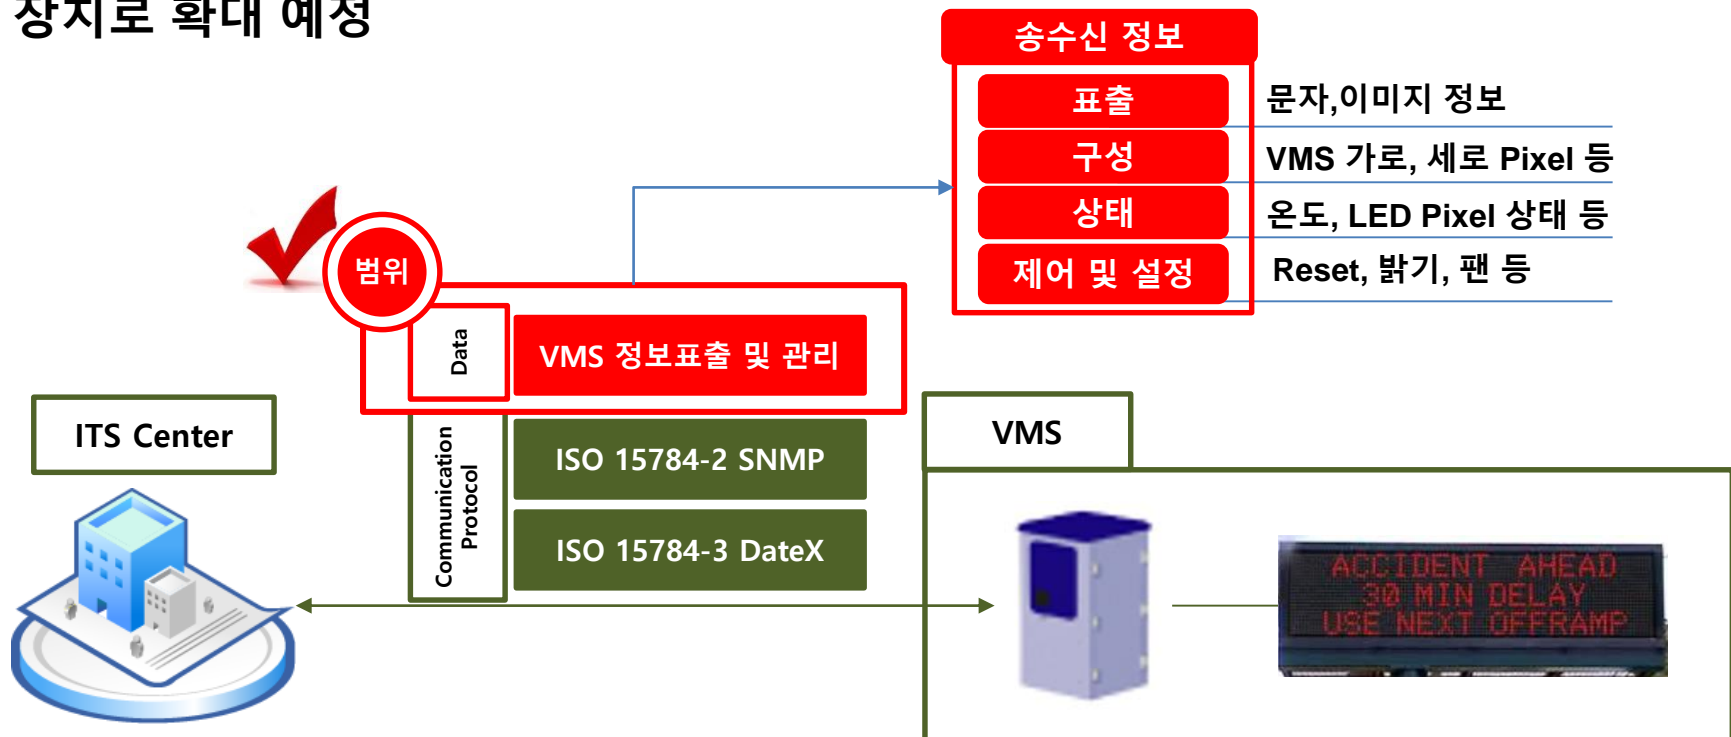 장치로 확대 예정
송수신 정보
표출
문자,이미지 정보
구성
VMS 가로, 세로 Pixel 등
상태
온도, LED Pixel 상태 등
제어 및 설정
Reset, 밝기, 팬 등
범위
Data
VMS 정보표출 및 관리
ITS Center
Communication
Protocol
ISO 15784-2 SNMP
ISO 15784-3 DateX
VMS
ACCIDENT AHEAD
30 MIN DELAY
USE NEXT OFFRAMP